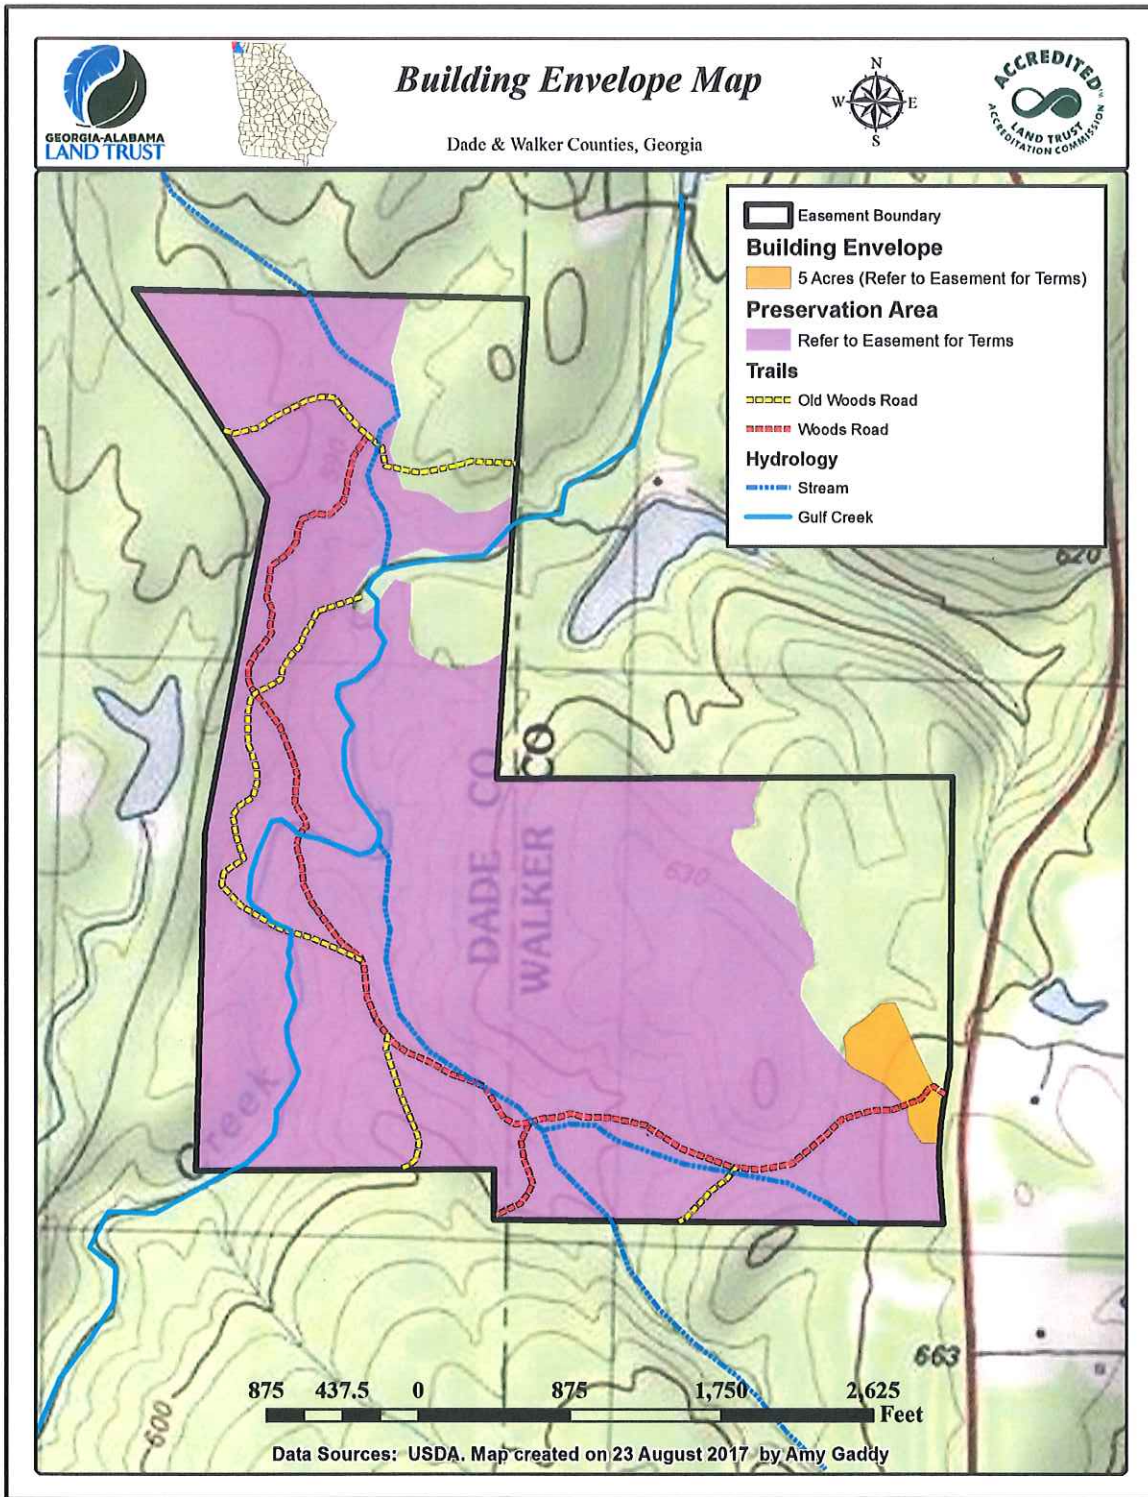 GEORGIA-ALABAMA
LAND TRUST
Building Envelope Map
Dade & Walker Counties, Georgia
N
W
E
S
ACCREDITED™
LAND TRUST
ACCREDITATION COMMISSION
Easement Boundary
Building Envelope
5 Acres (Refer to Easement for Terms)
Preservation Area
Refer to Easement for Terms
Trails
Old Woods Road
Woods Road
Hydrology
Stream
Gulf Creek
620
CO
DADE CO
WALKER
630
reek
663
600
875 437.5 0 875 1,750 2,625
Feet
Data Sources: USDA. Map created on 23 August 2017 by Amy Gaddy